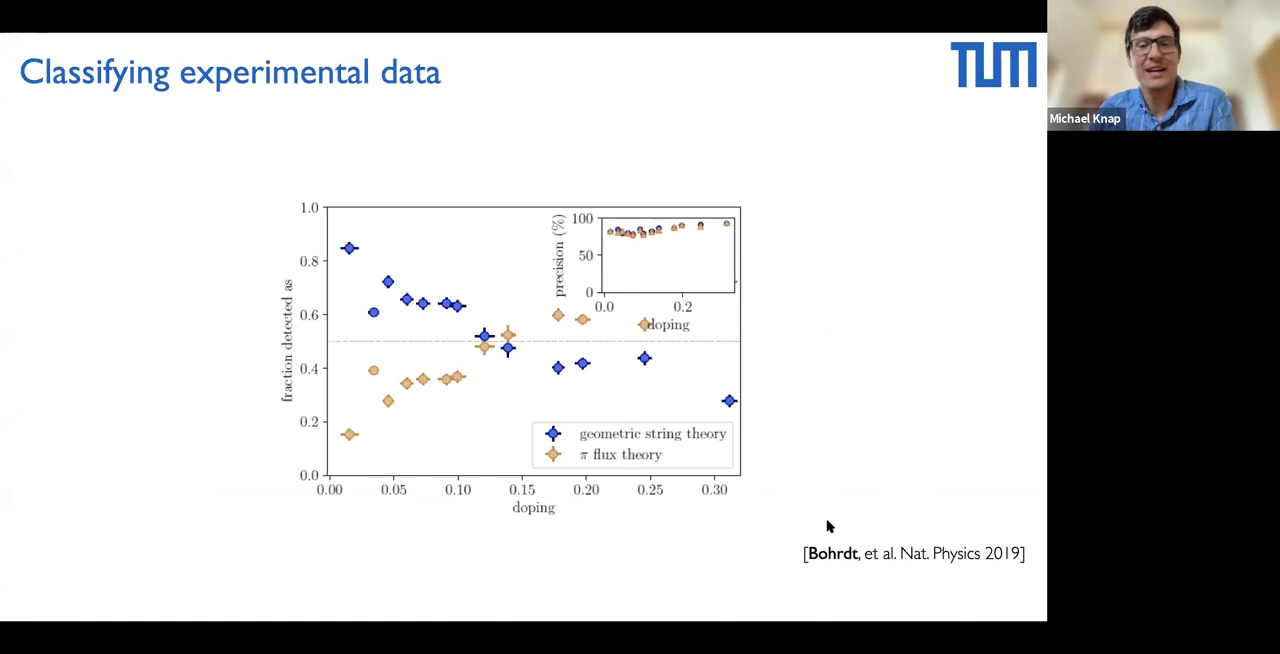 Classifying experimental data
TUM
Michael Knap
fraction detected as
1.0
0.8
0.6
0.4
0.2
0.0
0.00 0.05 0.10 0.15 0.20 0.25 0.30
doping
precision (%)
100
50
0
0.0 0.2
doping
geometric string theory
π flux theory
[Bohrdt, et al. Nat. Physics 2019]